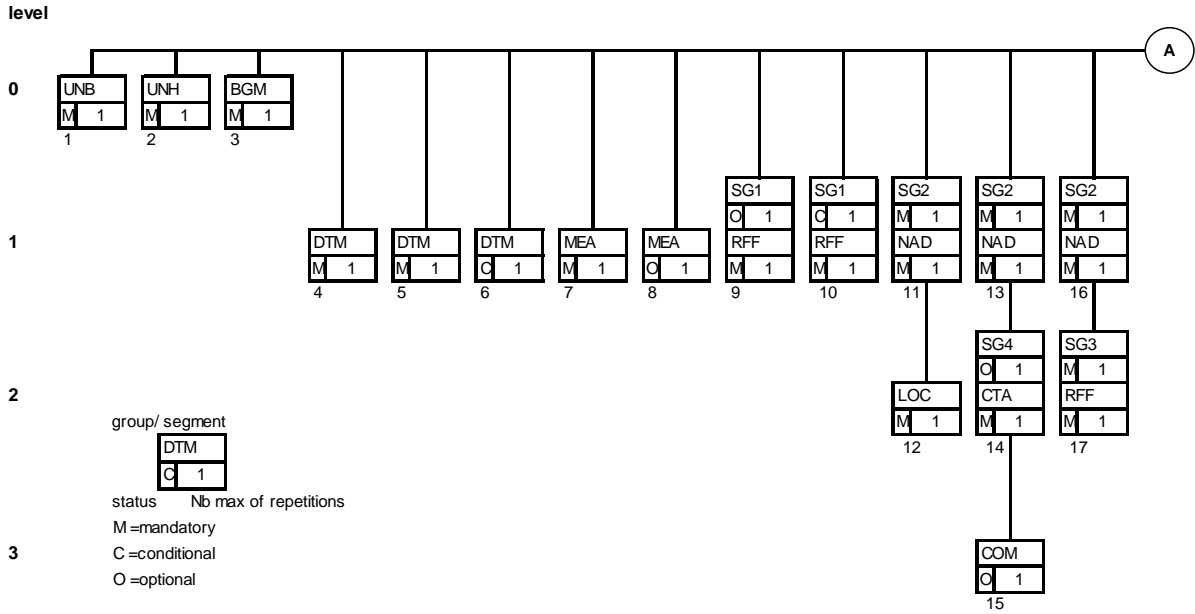 level
A
0
UNB UNH BGM
M 1 M 1 M 1
1 2 3
SG1 SG1 SG2 SG2 SG2
O 1 C 1 M 1 M 1 M 1
1
DTM DTM DTM MEA MEA RFF RFF NAD NAD NAD
M 1 M 1 C 1 M 1 O 1 M 1 M 1 M 1 M 1 M 1
4 5 6 7 8 9 10 11 13 16
SG4 SG3
O 1 M 1
2
LOC CTA RFF
M 1 M 1 M 1
12 14 17
group/ segment
DTM
C 1
status Nb max of repetitions
M =mandatory
3
C =conditional
O =optional
COM
O 1
15